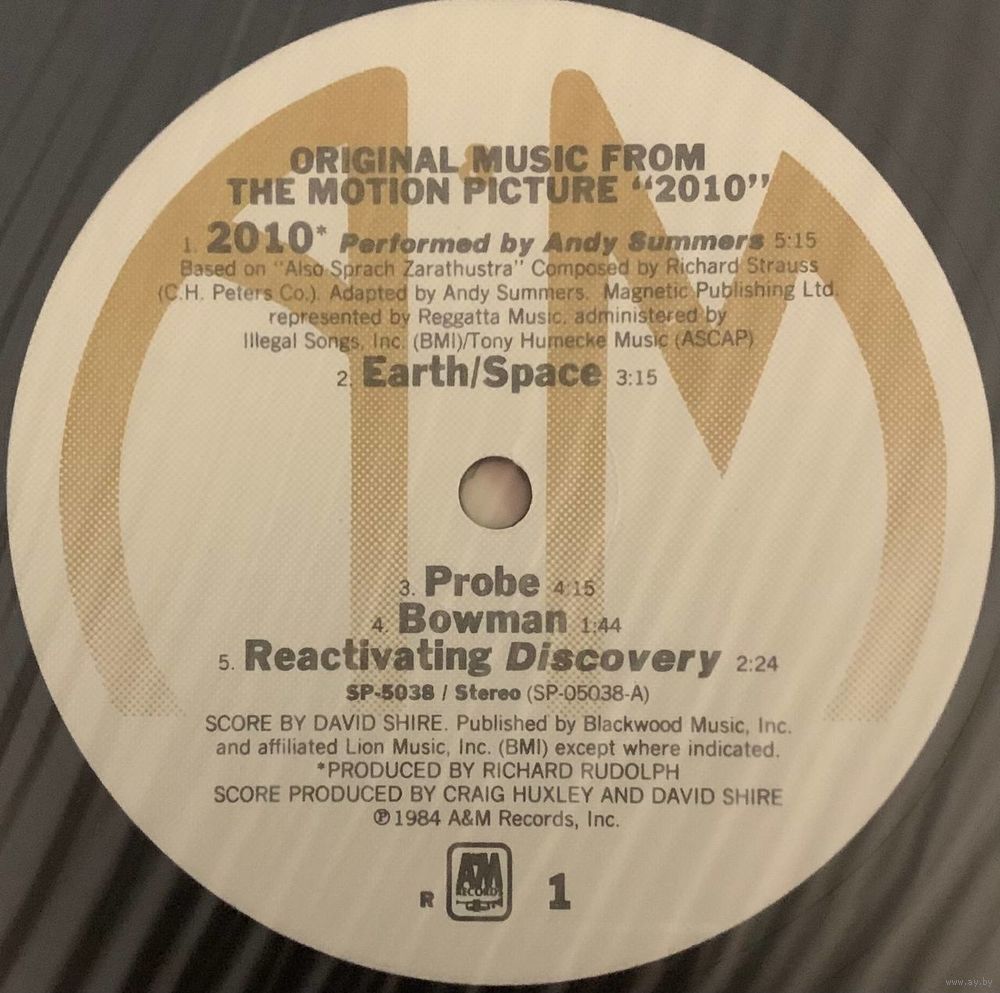 ORIGINAL MUSIC FROM
THE MOTION PICTURE “2010”
1. 2010* Performed by Andy Summers 5:15
Based on “Also Sprach Zarathustra” Composed by Richard Strauss
(C.H. Peters Co.). Adapted by Andy Summers. Magnetic Publishing Ltd.
represented by Reggatta Music, administered by
Illegal Songs, Inc. (BMI)/Tony Humecke Music (ASCAP)
2. Earth/Space 3:15
3. Probe 4:15
4. Bowman 1:44
5. Reactivating Discovery 2:24
SP-5038 / Stereo (SP-05038-A)
SCORE BY DAVID SHIRE. Published by Blackwood Music, Inc.
and affiliated Lion Music, Inc. (BMI) except where indicated.
*PRODUCED BY RICHARD RUDOLPH
SCORE PRODUCED BY CRAIG HUXLEY AND DAVID SHIRE
℗1984 A&M Records, Inc.
R A&M RECORDS 1
www.ay.by